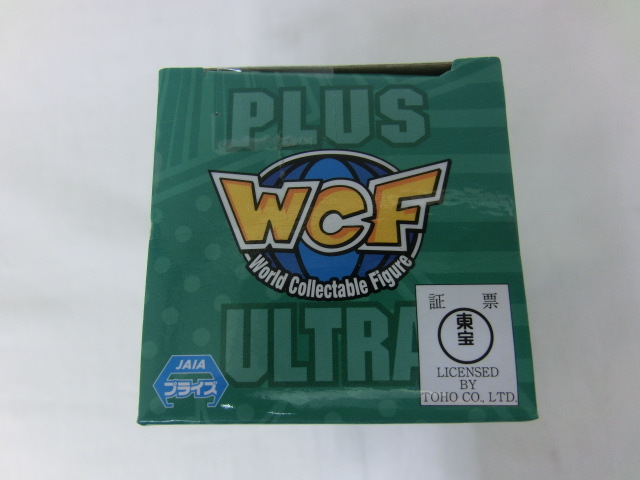 PLUS
WCF
World Collectable Figure
ULTRA
証 票
東宝
LICENSED
BY
TOHO CO., LTD.
JAIA
プライズ